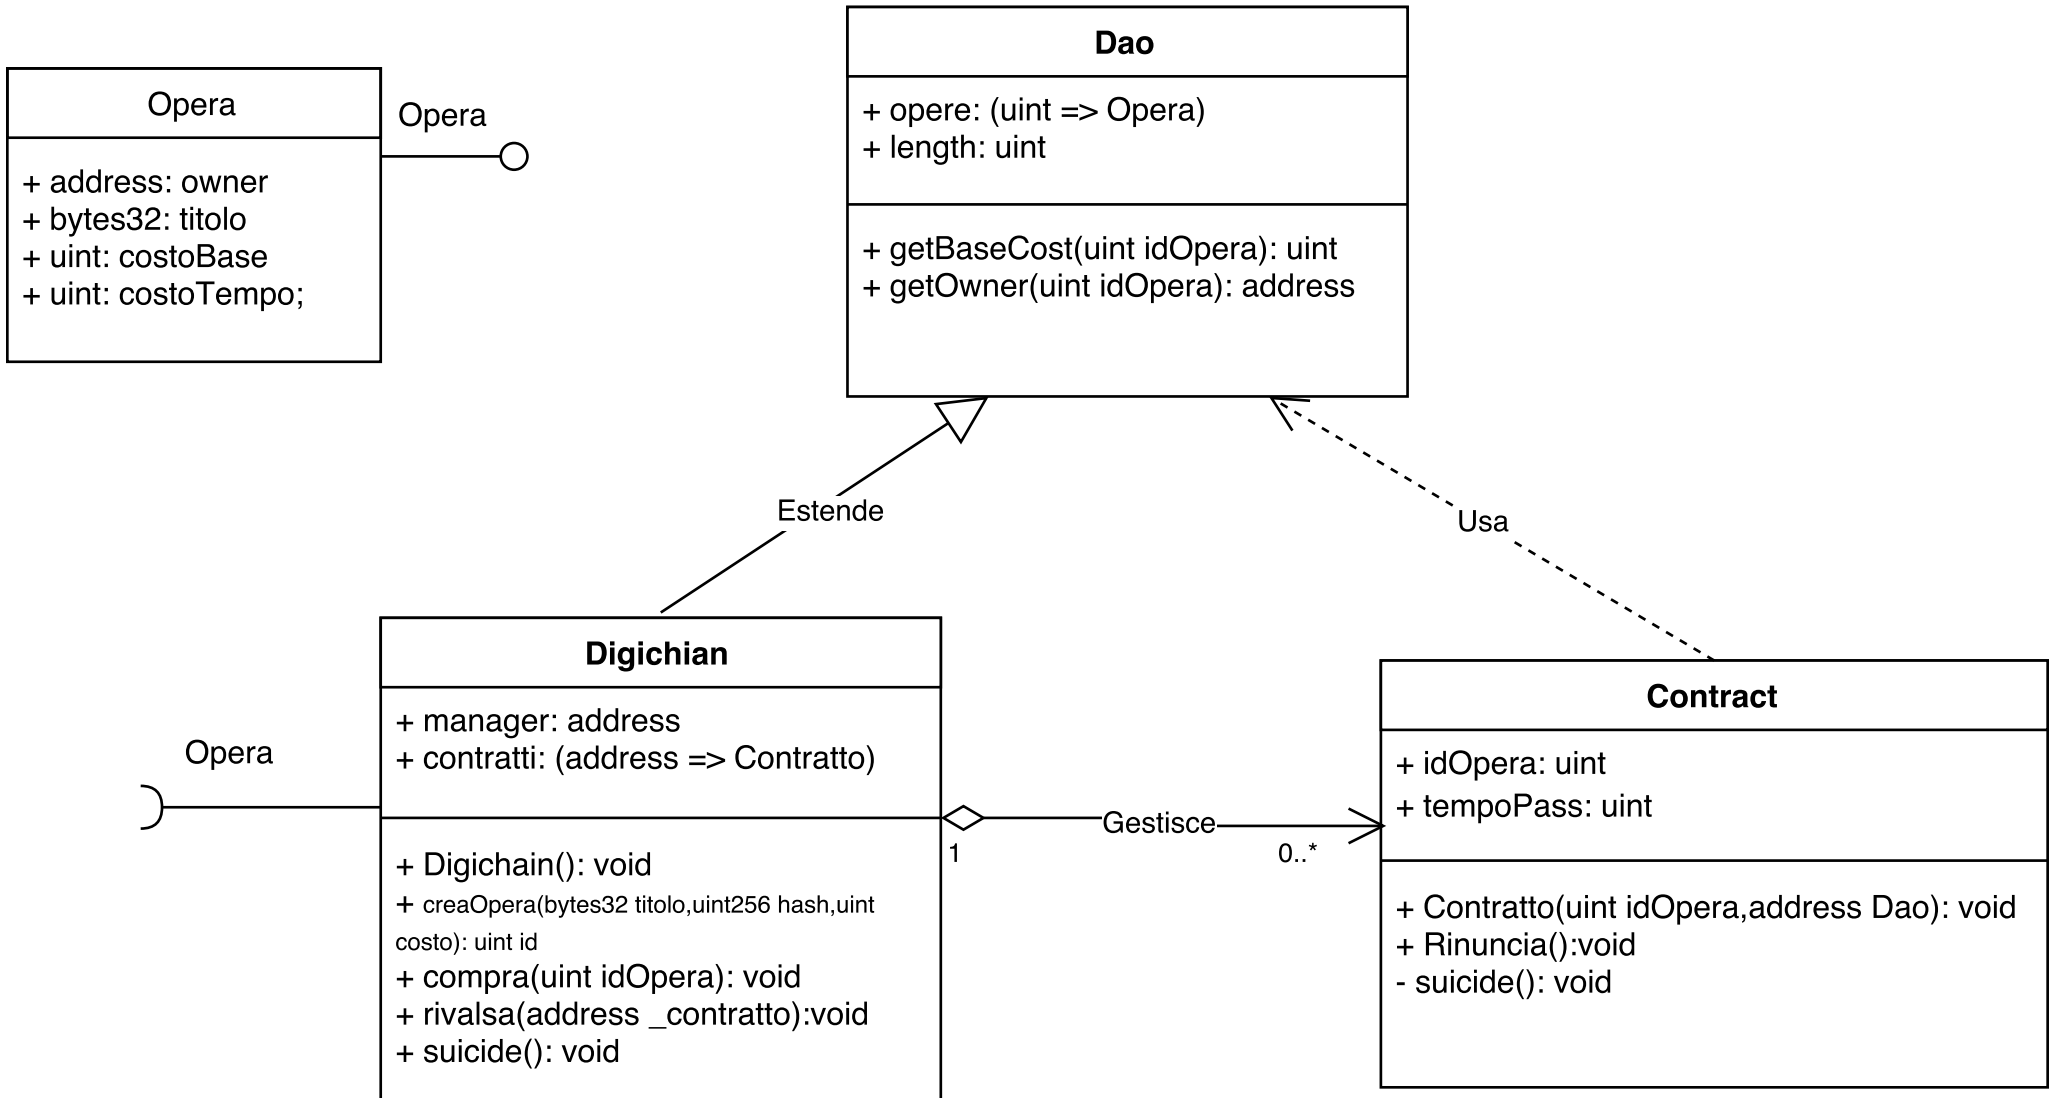 Opera
+ address: owner
+ bytes32: titolo
+ uint: costoBase
+ uint: costoTempo;
Opera
Dao
+ opere: (uint => Opera)
+ length: uint
+ getBaseCost(uint idOpera): uint
+ getOwner(uint idOpera): address
Estende
Usa
Opera
Digichian
+ manager: address
+ contratti: (address => Contratto)
+ Digichain(): void
+ creaOpera(bytes32 titolo,uint256 hash,uint
costo): uint id
+ compra(uint idOpera): void
+ rivalsa(address _contratto):void
+ suicide(): void
1
Gestisce
0..*
Contract
+ idOpera: uint
+ tempoPass: uint
+ Contratto(uint idOpera,address Dao): void
+ Rinuncia():void
- suicide(): void